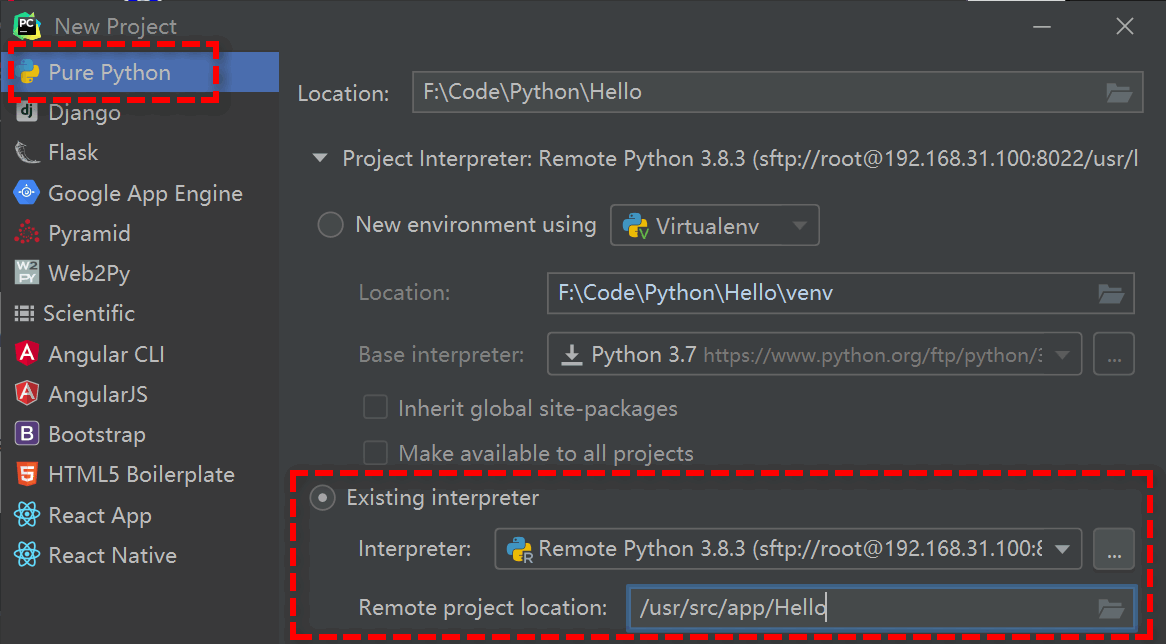 PC New Project
Pure Python
dj Django
Flask
Google App Engine
Pyramid
W2PY Web2Py
Scientific
A Angular CLI
A AngularJS
B Bootstrap
5 HTML5 Boilerplate
React App
React Native
Location: F:\Code\Python\Hello
Project Interpreter: Remote Python 3.8.3 (sftp://root@192.168.31.100:8022/usr/l
New environment using V Virtualenv
Location: F:\Code\Python\Hello\venv
Base interpreter: Python 3.7 https://www.python.org/ftp/python/3 ...
Inherit global site-packages
Make available to all projects
Existing interpreter
Interpreter: R Remote Python 3.8.3 (sftp://root@192.168.31.100:8 ...
Remote project location: /usr/src/app/Hello